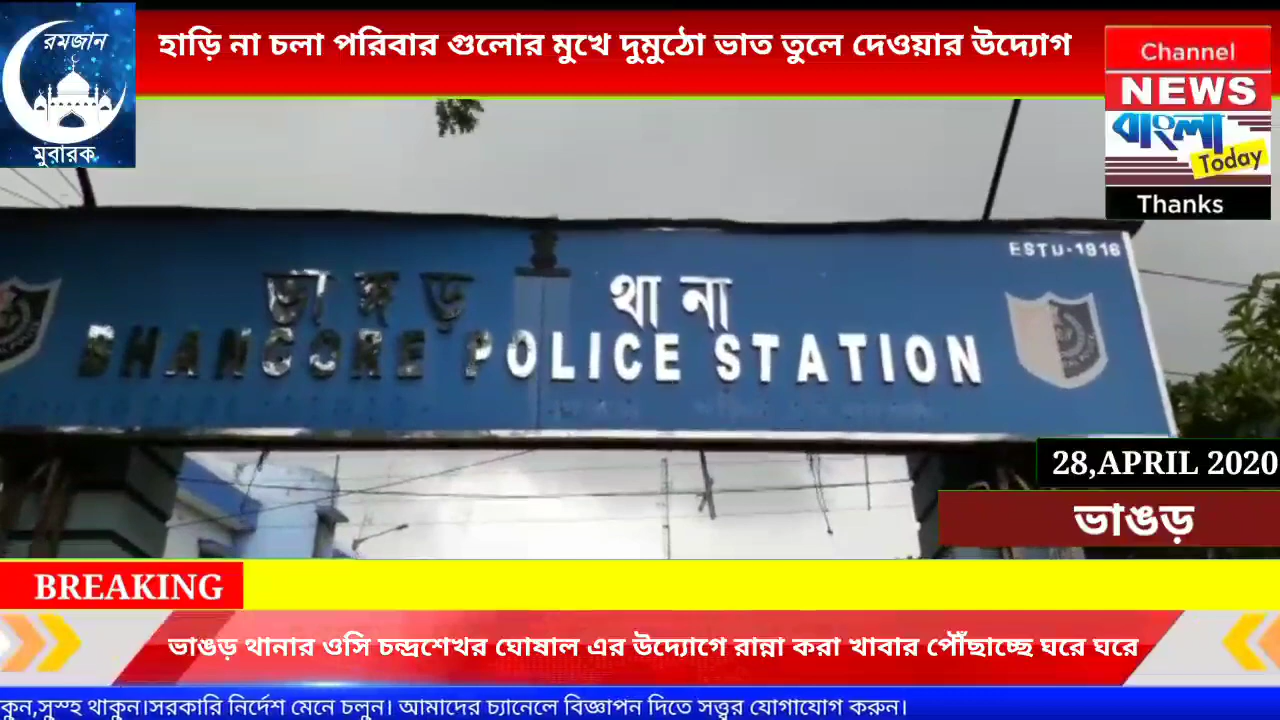 রমজান
মুবারক
হাড়ি না চলা পরিবার গুলোর মুখে দুমুঠো ভাত তুলে দেওয়ার উদ্যোগ
Channel
NEWS
বাংলা
Today
Thanks
ESTD-1916
ভাঙ্গড় থানা
BHANGORE POLICE STATION
28,APRIL 2020
ভাঙড়
BREAKING
ভাঙড় থানার ওসি চন্দ্রশেখর ঘোষাল এর উদ্যোগে রান্না করা খাবার পৌঁছাচ্ছে ঘরে ঘরে
কুন,সুস্হ থাকুন।সরকারি নির্দেশ মেনে চলুন। আমাদের চ্যানেলে বিজ্ঞাপন দিতে সত্ত্বর যোগাযোগ করুন।